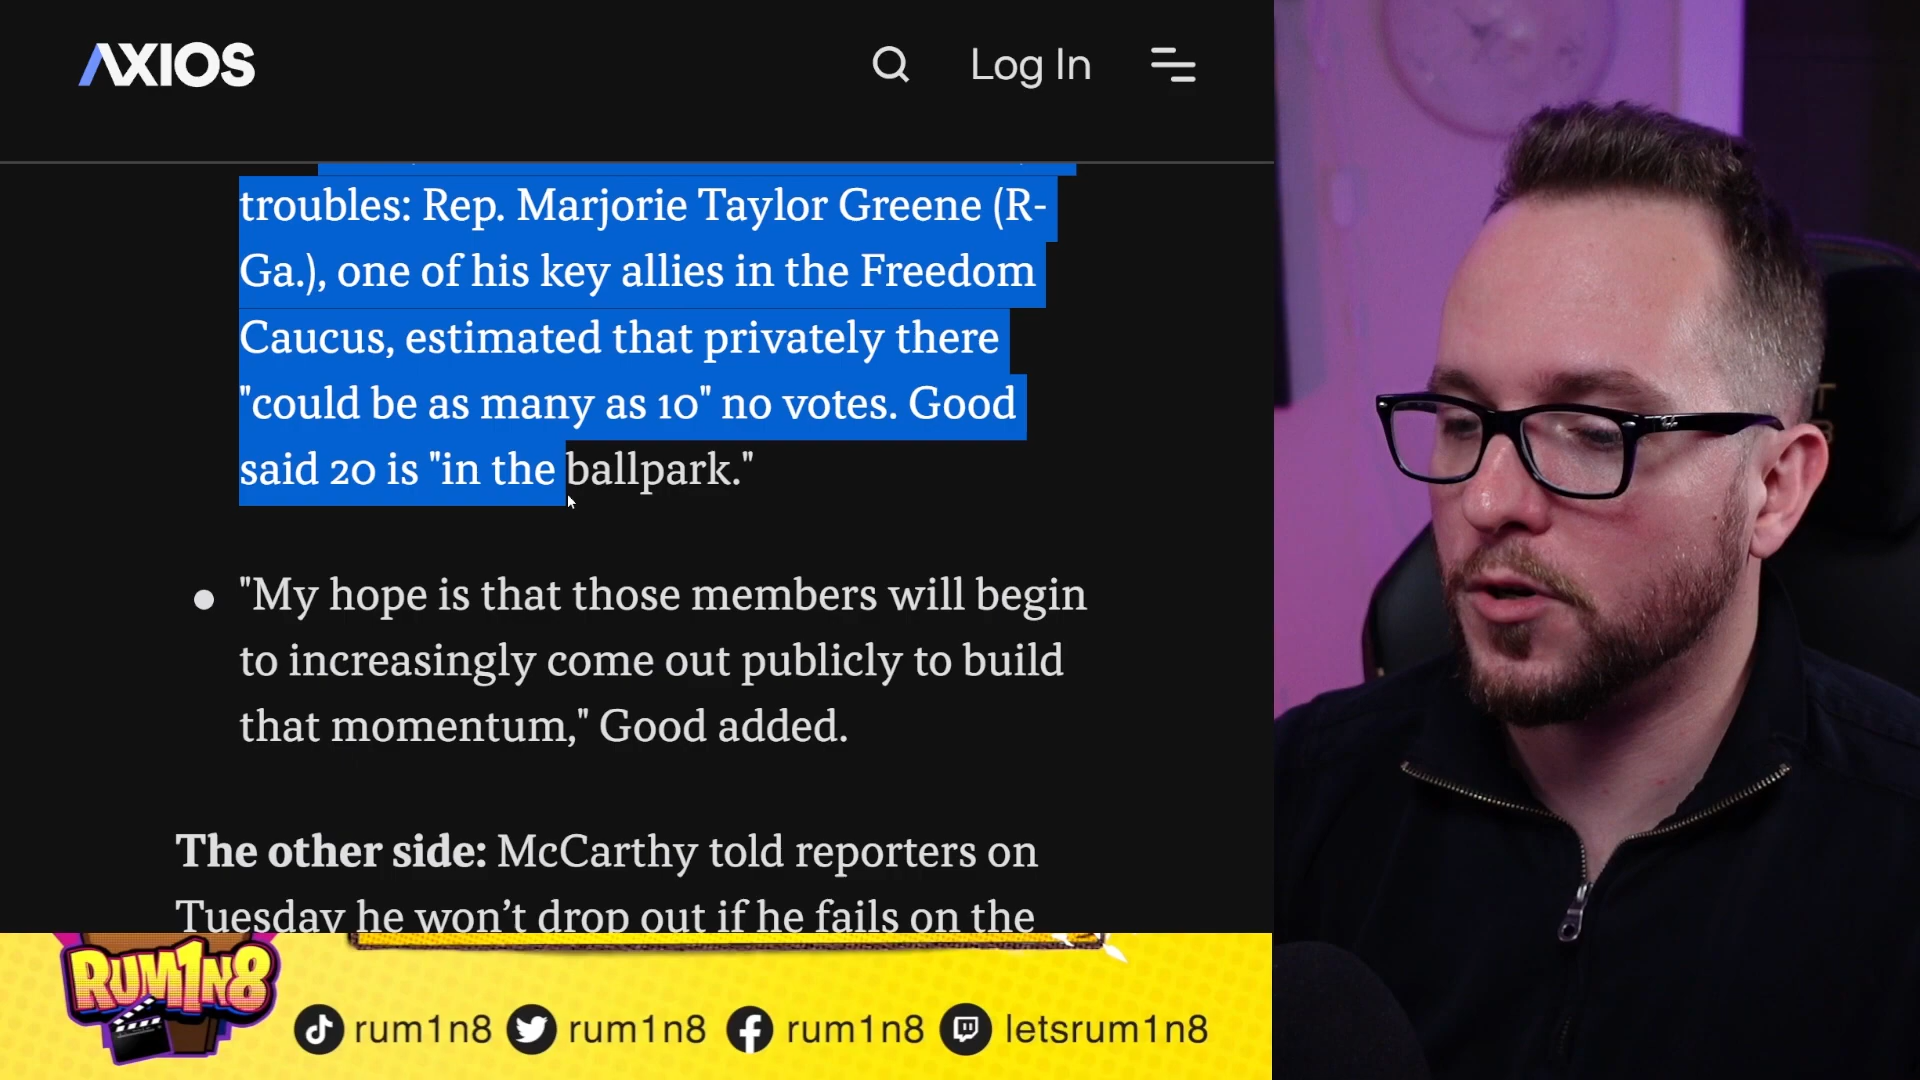 AXIOS
Log In
troubles: Rep. Marjorie Taylor Greene (R-
Ga.), one of his key allies in the Freedom
Caucus, estimated that privately there
"could be as many as 10" no votes. Good
said 20 is "in the ballpark."
"My hope is that those members will begin
to increasingly come out publicly to build
that momentum," Good added.
The other side: McCarthy told reporters on
Tuesday he won’t drop out if he fails on the
RUM1N8
rum1n8 rum1n8 rum1n8 letsrum1n8